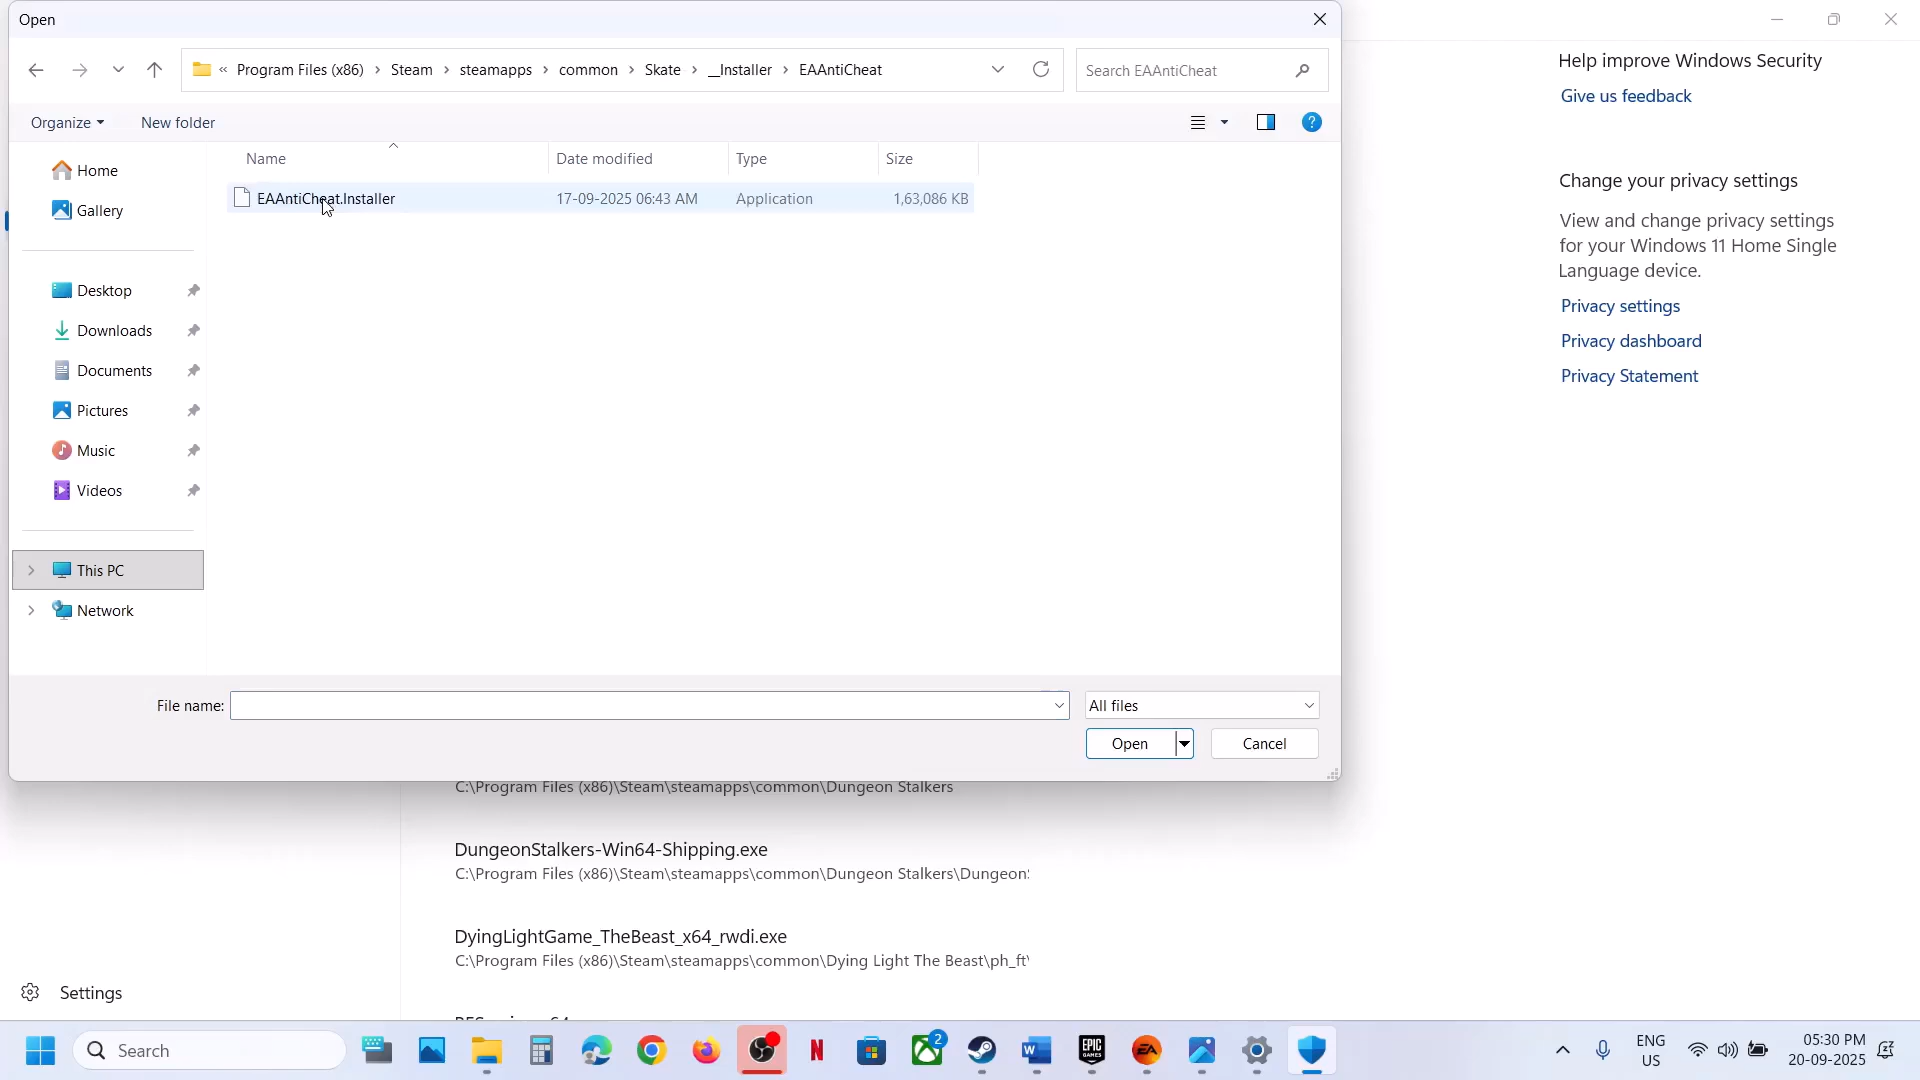 Open
« Program Files (x86) › Steam › steamapps › common › Skate › __Installer › EAAntiCheat
Search EAAntiCheat
Organize
New folder
Name
Date modified
Type
Size
EAAntiCheat.Installer
17-09-2025 06:43 AM
Application
1,63,086 KB
Home
Gallery
Desktop
Downloads
Documents
Pictures
Music
Videos
This PC
Network
File name:
All files
Open
Cancel
Help improve Windows Security
Give us feedback
Change your privacy settings
View and change privacy settings
for your Windows 11 Home Single
Language device.
Privacy settings
Privacy dashboard
Privacy Statement
C:\Program Files (x86)\Steam\steamapps\common\Dungeon Stalkers
DungeonStalkers-Win64-Shipping.exe
C:\Program Files (x86)\Steam\steamapps\common\Dungeon Stalkers\Dungeon
DyingLightGame_TheBeast_x64_rwdi.exe
C:\Program Files (x86)\Steam\steamapps\common\Dying Light The Beast\ph_ft\
Settings
Search
2
EPIC
GAMES
EA
ENG
US
05:30 PM
20-09-2025